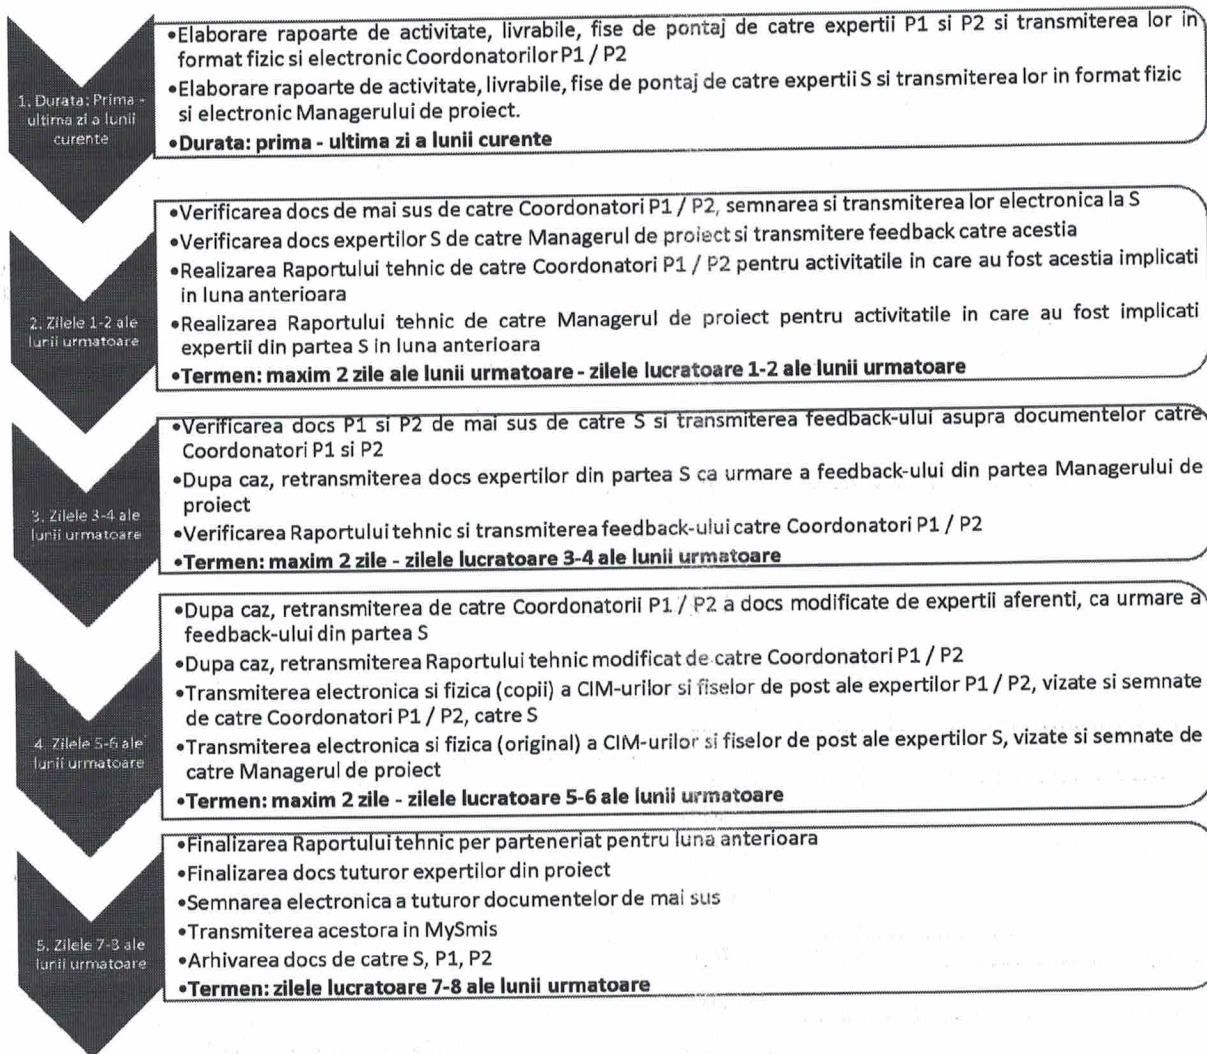 1. Durata: Prima -
ultima zi a lunii
curente
•Elaborare rapoarte de activitate, livrabile, fise de pontaj de catre expertii P1 si P2 si transmiterea lor in
format fizic si electronic Coordonatorilor P1 / P2
•Elaborare rapoarte de activitate, livrabile, fise de pontaj de catre expertii S si transmiterea lor in format fizic
si electronic Managerului de proiect.
•Durata: prima - ultima zi a lunii curente
2. Zilele 1-2 ale
lunii urmatoare
•Verificarea docs de mai sus de catre Coordonatori P1 / P2, semnarea si transmiterea lor electronica la S
•Verificarea docs expertilor S de catre Managerul de proiect si transmitere feedback catre acestia
•Realizarea Raportului tehnic de catre Coordonatori P1 / P2 pentru activitatile in care au fost acestia implicati
in luna anterioara
•Realizarea Raportului tehnic de catre Managerul de proiect pentru activitatile in care au fost implicati
expertii din partea S in luna anterioara
•Termen: maxim 2 zile ale lunii urmatoare - zilele lucratoare 1-2 ale lunii urmatoare
3. Zilele 3-4 ale
lunii urmatoare
•Verificarea docs P1 si P2 de mai sus de catre S si transmiterea feedback-ului asupra documentelor catre
Coordonatori P1 si P2
•Dupa caz, retransmiterea docs expertilor din partea S ca urmare a feedback-ului din partea Managerului de
proiect
•Verificarea Raportului tehnic si transmiterea feedback-ului catre Coordonatori P1 / P2
•Termen: maxim 2 zile - zilele lucratoare 3-4 ale lunii urmatoare
4. Zilele 5-6 ale
lunii urmatoare
•Dupa caz, retransmiterea de catre Coordonatorii P1 / P2 a docs modificate de expertii aferenti, ca urmare a
feedback-ului din partea S
•Dupa caz, retransmiterea Raportului tehnic modificat de catre Coordonatori P1 / P2
•Transmiterea electronica si fizica (copii) a CIM-urilor si fiselor de post ale expertilor P1 / P2, vizate si semnate
de catre Coordonatori P1 / P2, catre S
•Transmiterea electronica si fizica (original) a CIM-urilor si fiselor de post ale expertilor S, vizate si semnate de
catre Managerul de proiect
•Termen: maxim 2 zile - zilele lucratoare 5-6 ale lunii urmatoare
5. Zilele 7-8 ale
lunii urmatoare
•Finalizarea Raportului tehnic per parteneriat pentru luna anterioara
•Finalizarea docs tuturor expertilor din proiect
•Semnarea electronica a tuturor documentelor de mai sus
•Transmiterea acestora in MySmis
•Arhivarea docs de catre S, P1, P2
•Termen: zilele lucratoare 7-8 ale lunii urmatoare